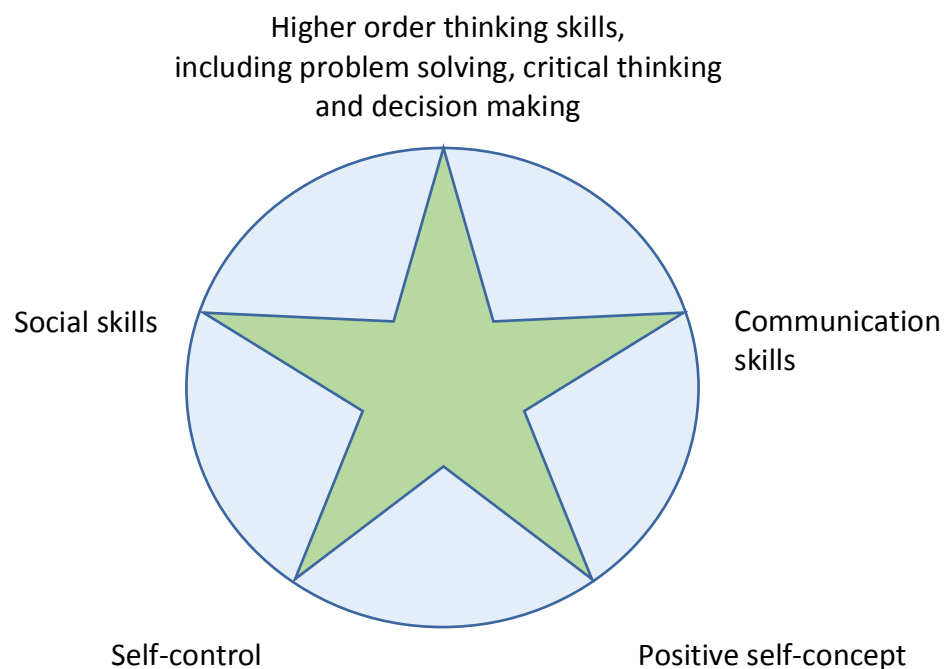 Higher order thinking skills,
including problem solving, critical thinking
and decision making
Social skills
Communication
skills
Self-control
Positive self-concept